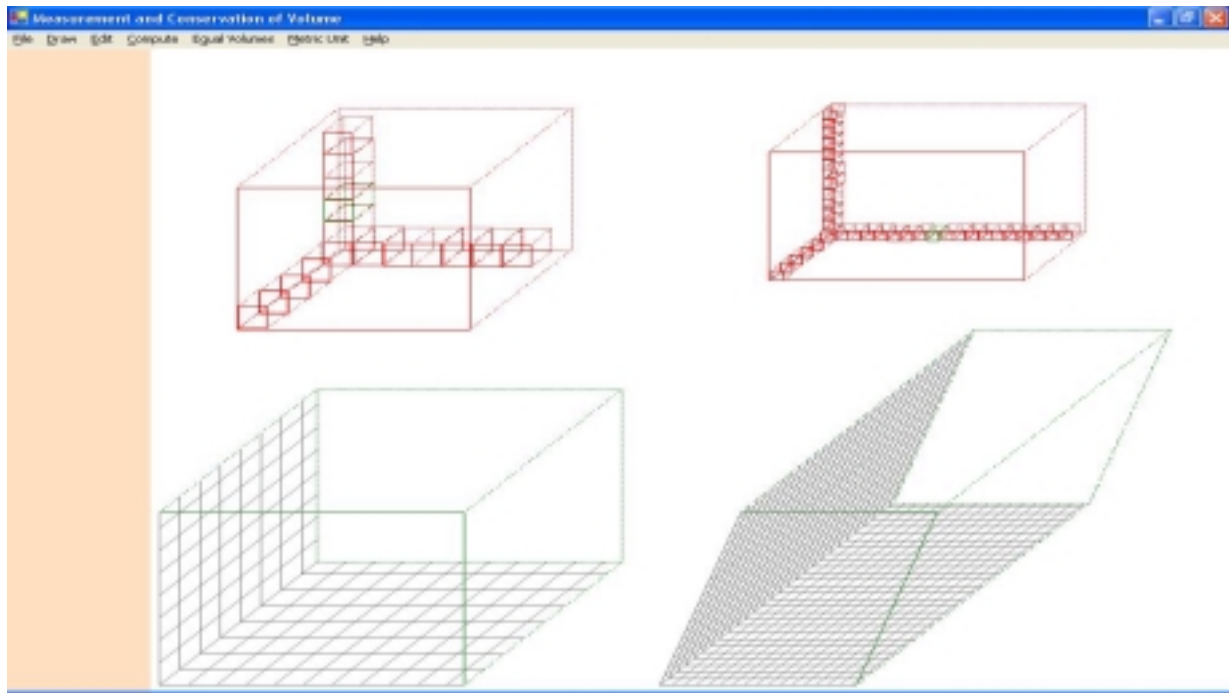 Measurement and Conservation of Volume
File Draw Edit Compute Equal Volumes Metric Unit Help